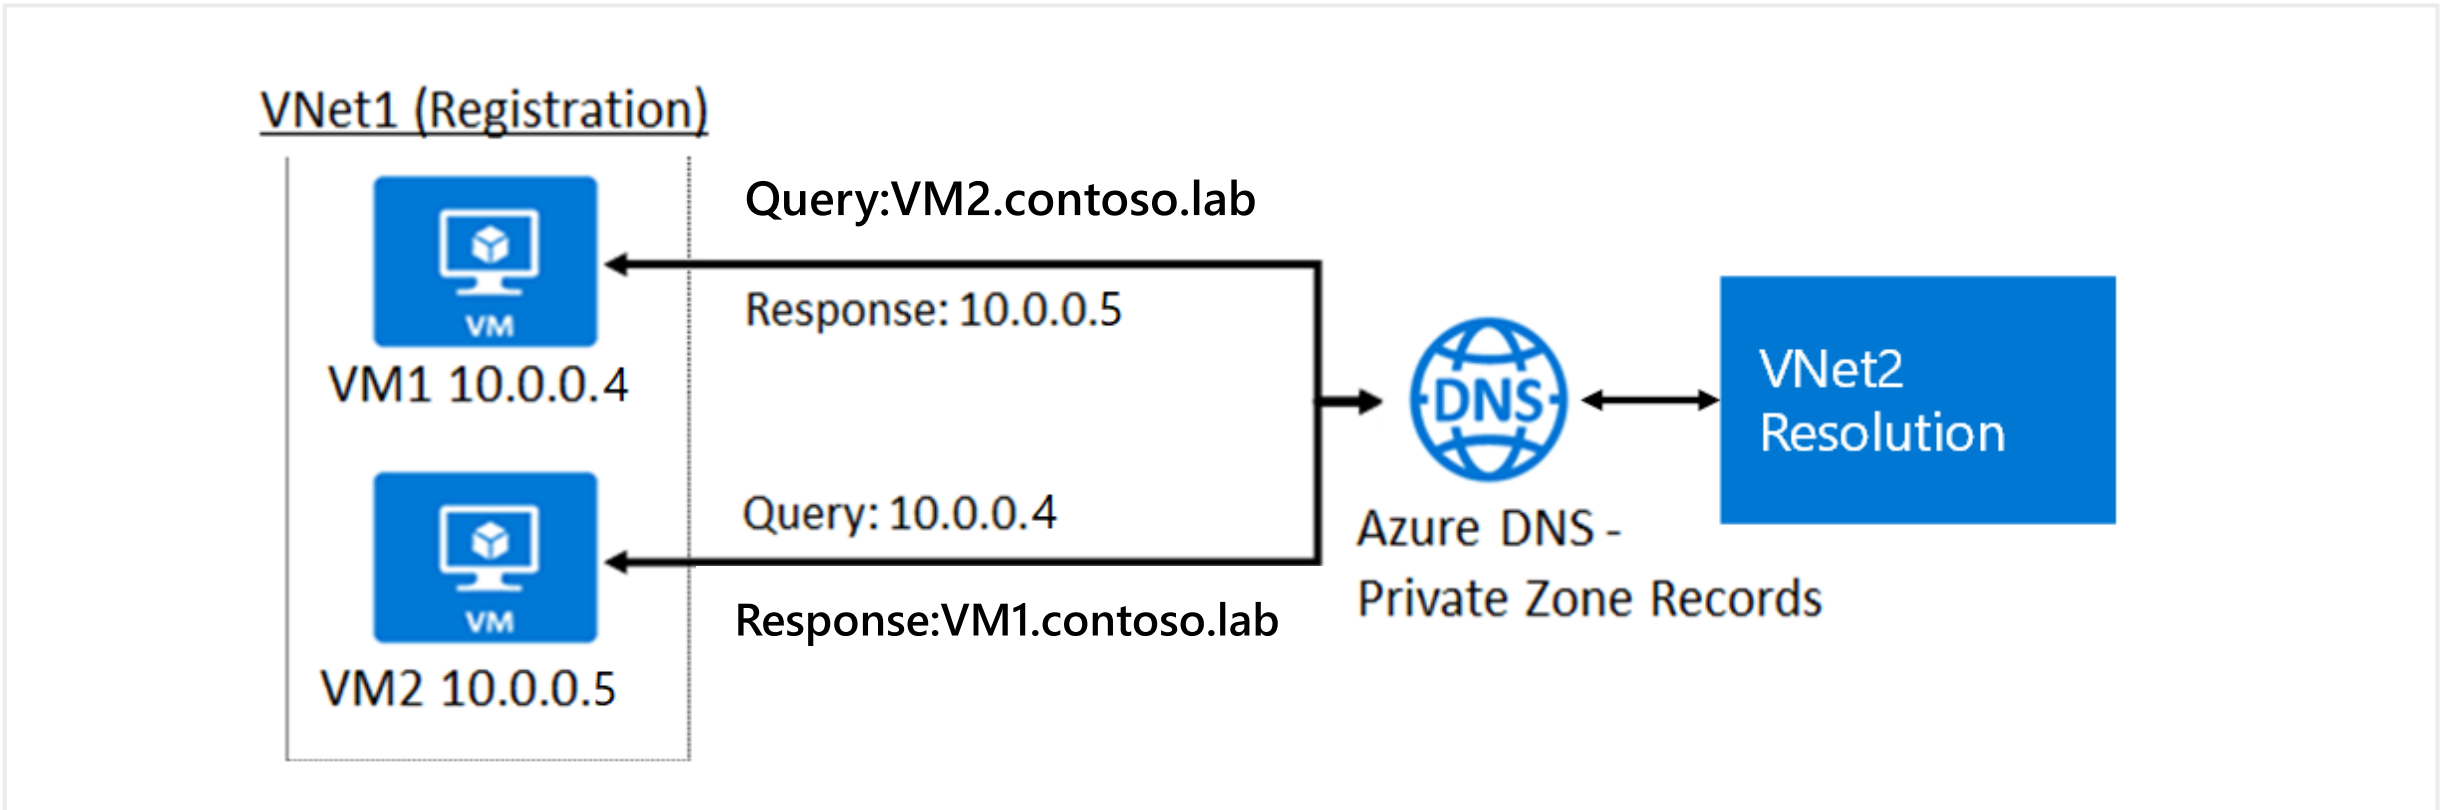 VNet1 (Registration)
VM
VM1 10.0.0.4
VM
VM2 10.0.0.5
Query:VM2.contoso.lab
Response: 10.0.0.5
Query: 10.0.0.4
Response:VM1.contoso.lab
DNS
Azure DNS -
Private Zone Records
VNet2
Resolution